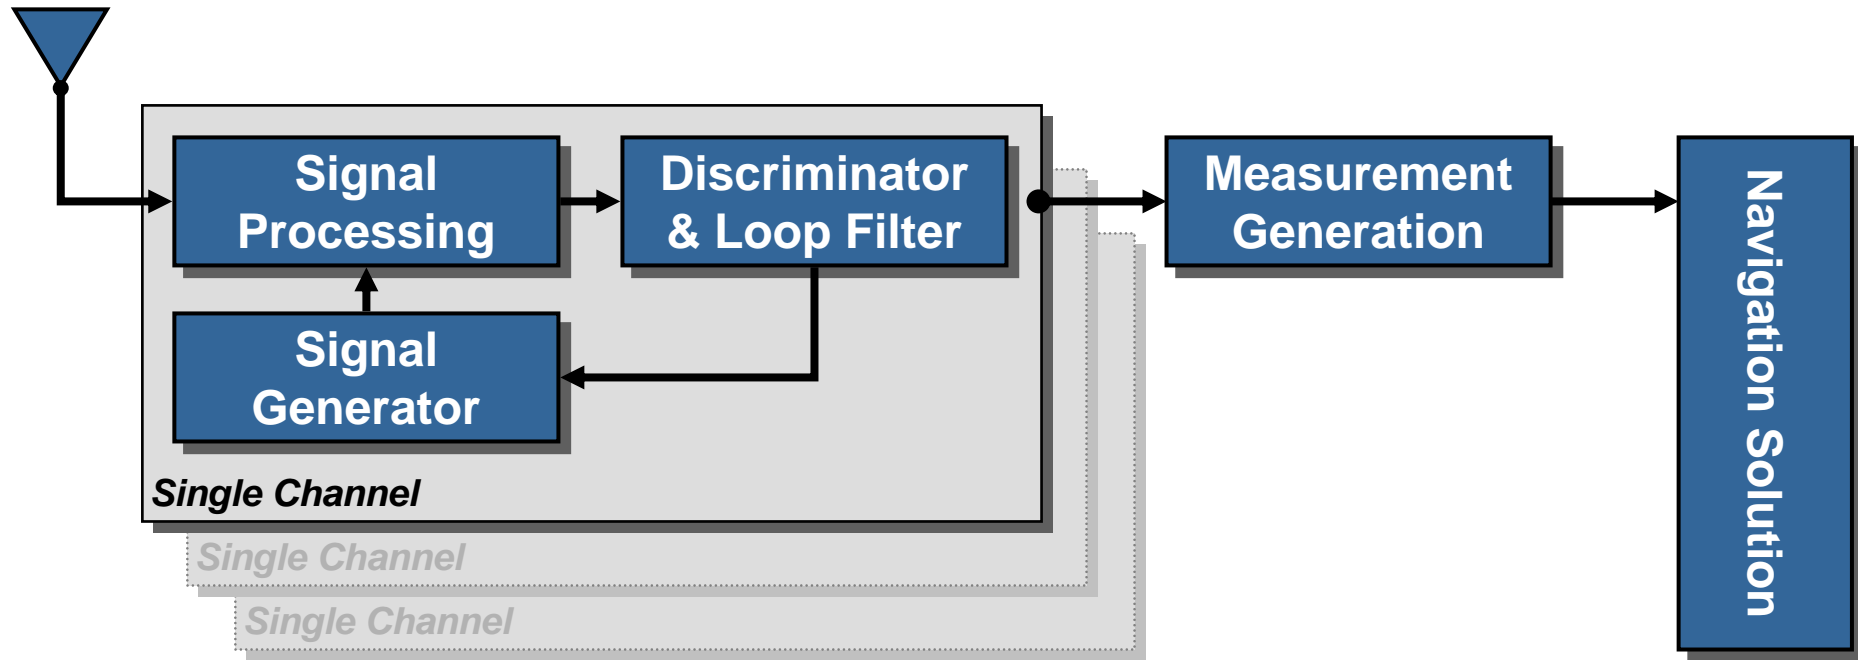 Signal
Processing
Discriminator
& Loop Filter
Measurement
Generation
Navigation Solution
Signal
Generator
Single Channel
Single Channel
Single Channel